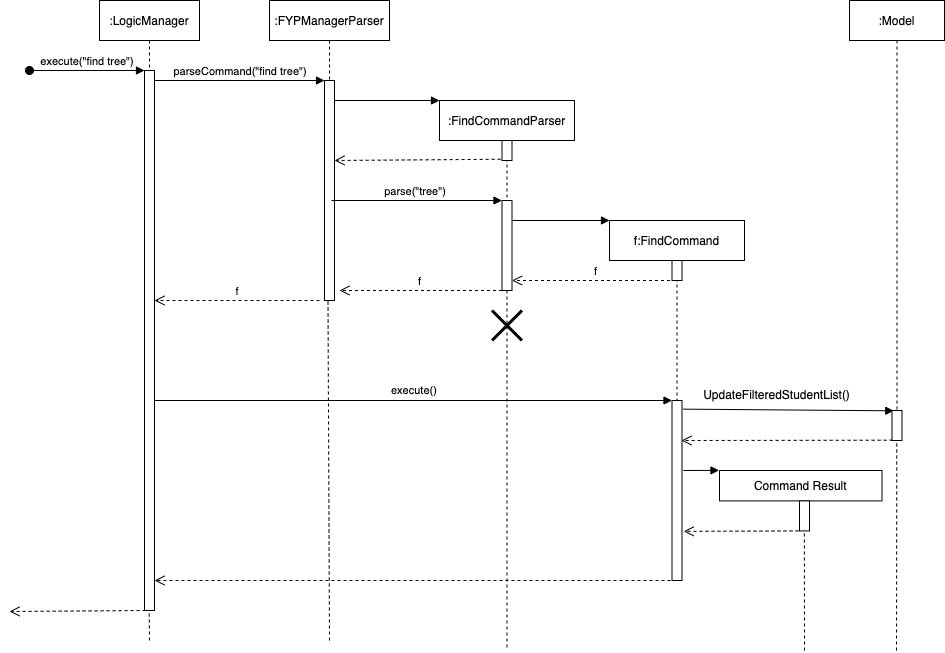 :LogicManager
:FYPManagerParser
:Model
execute("find tree")
parseCommand("find tree")
:FindCommandParser
parse("tree")
f:FindCommand
f
f
f
execute()
UpdateFilteredStudentList()
Command Result